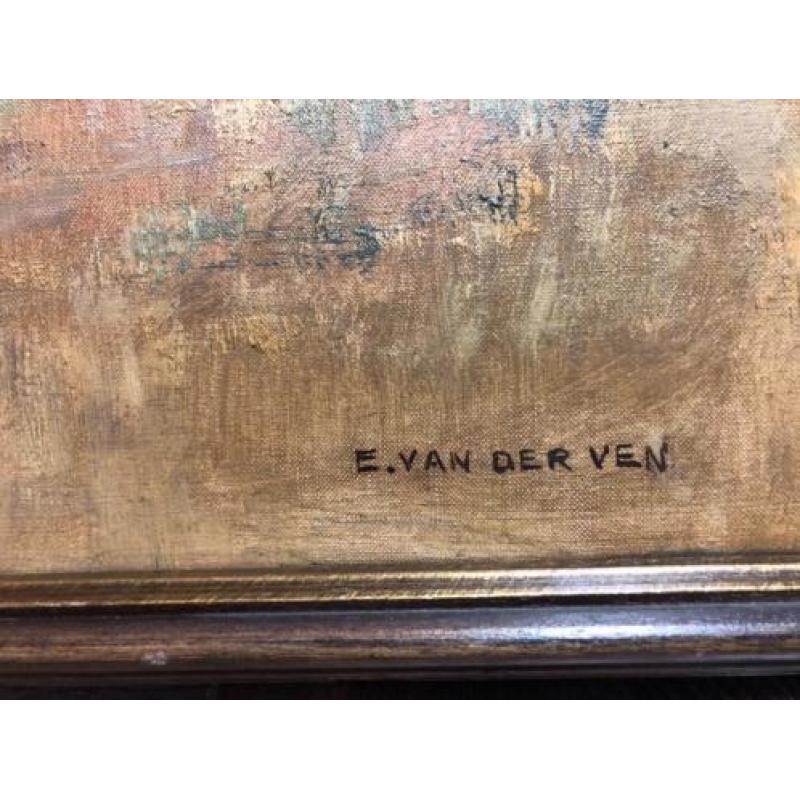 E. VAN DER VEN